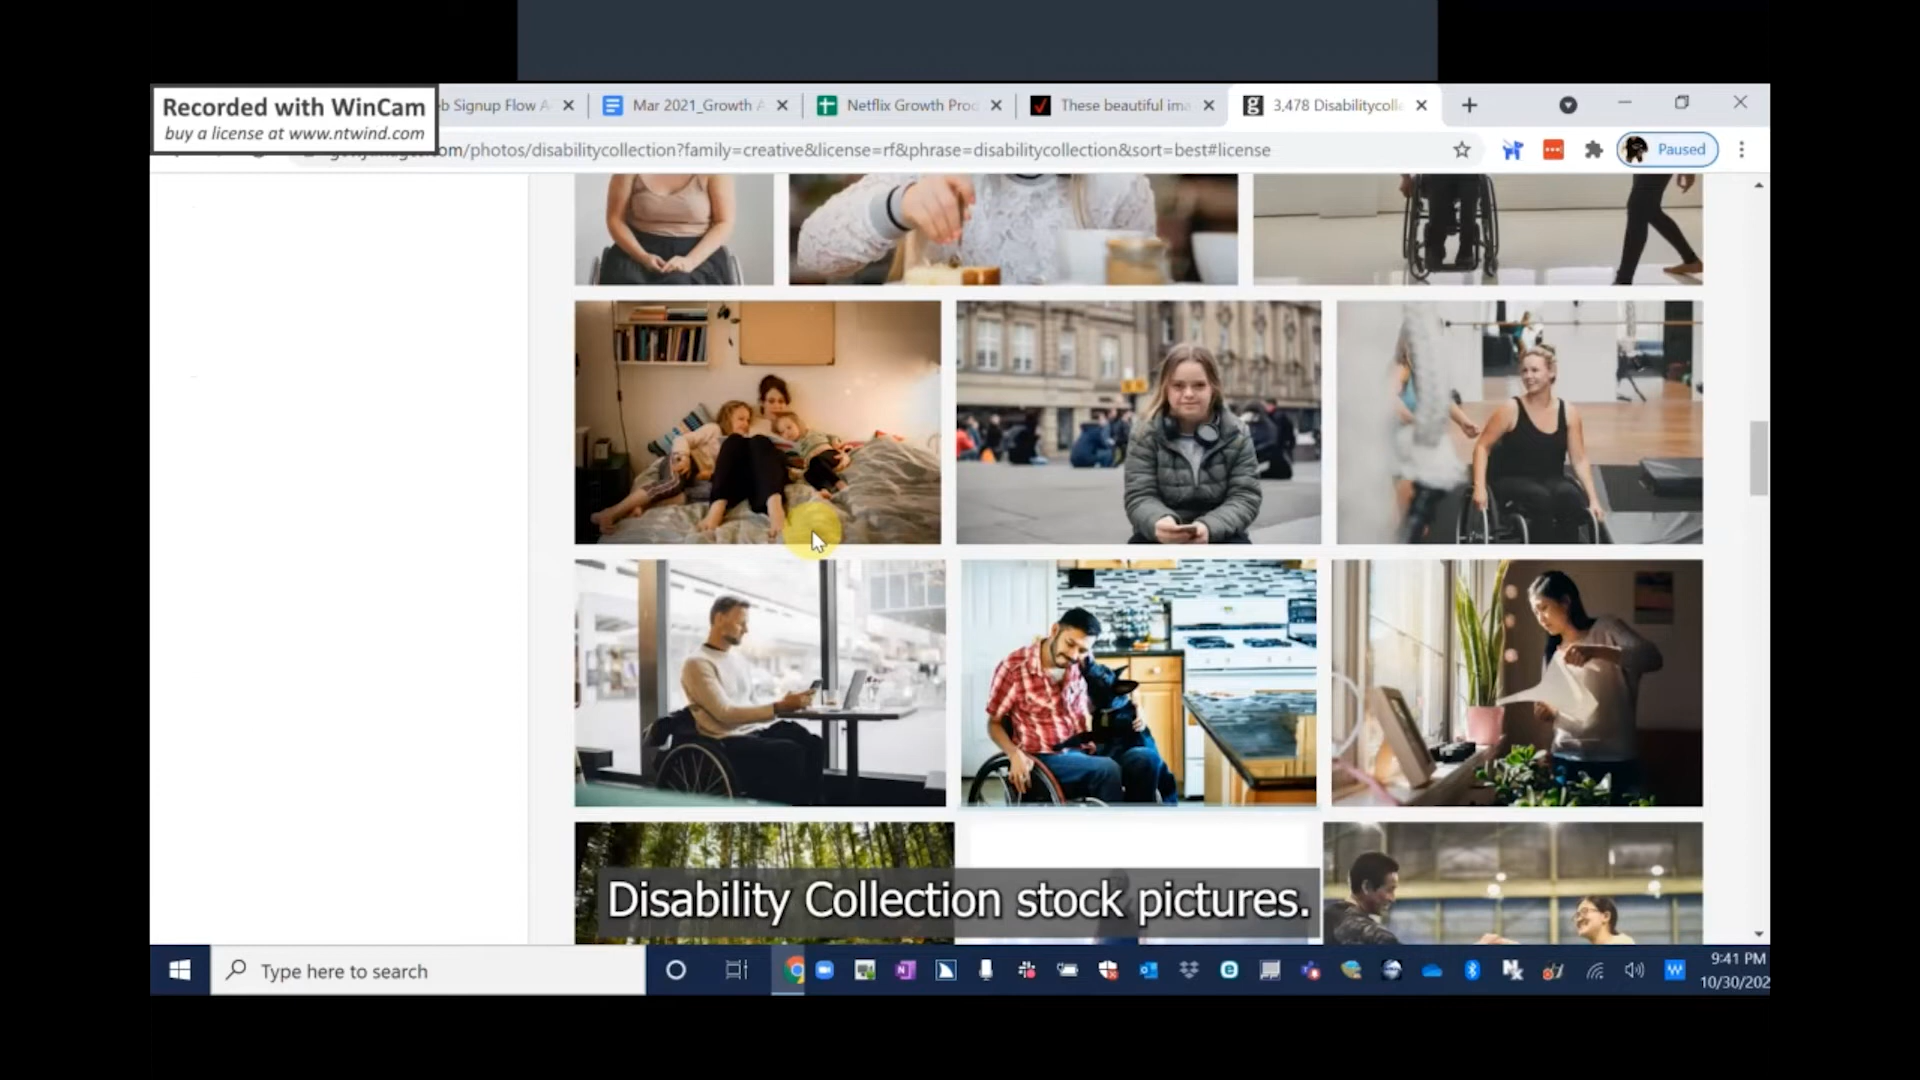 Recorded with WinCam
buy a license at www.ntwind.com
b Signup Flow A
Mar 2021_Growth A
Netflix Growth Prod
These beautiful ima
3,478 Disabilitycolle
om/photos/disabilitycollection?family=creative&license=rf&phrase=disabilitycollection&sort=best#license
Paused
Disability Collection stock pictures.
Type here to search
9:41 PM
10/30/202